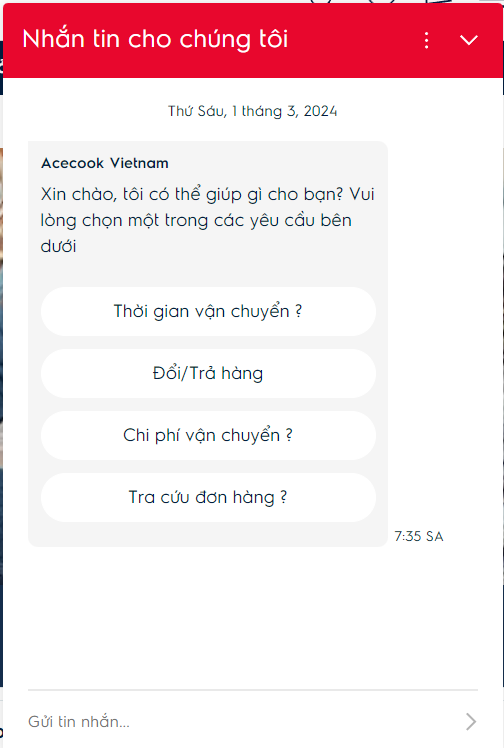 Nhắn tin cho chúng tôi
Thứ Sáu, 1 tháng 3, 2024
Acecook Vietnam
Xin chào, tôi có thể giúp gì cho bạn? Vui
lòng chọn một trong các yêu cầu bên
dưới
Thời gian vận chuyển ?
Đổi/Trả hàng
Chi phí vận chuyển ?
Tra cứu đơn hàng ?
7:35 SA
Gửi tin nhắn...